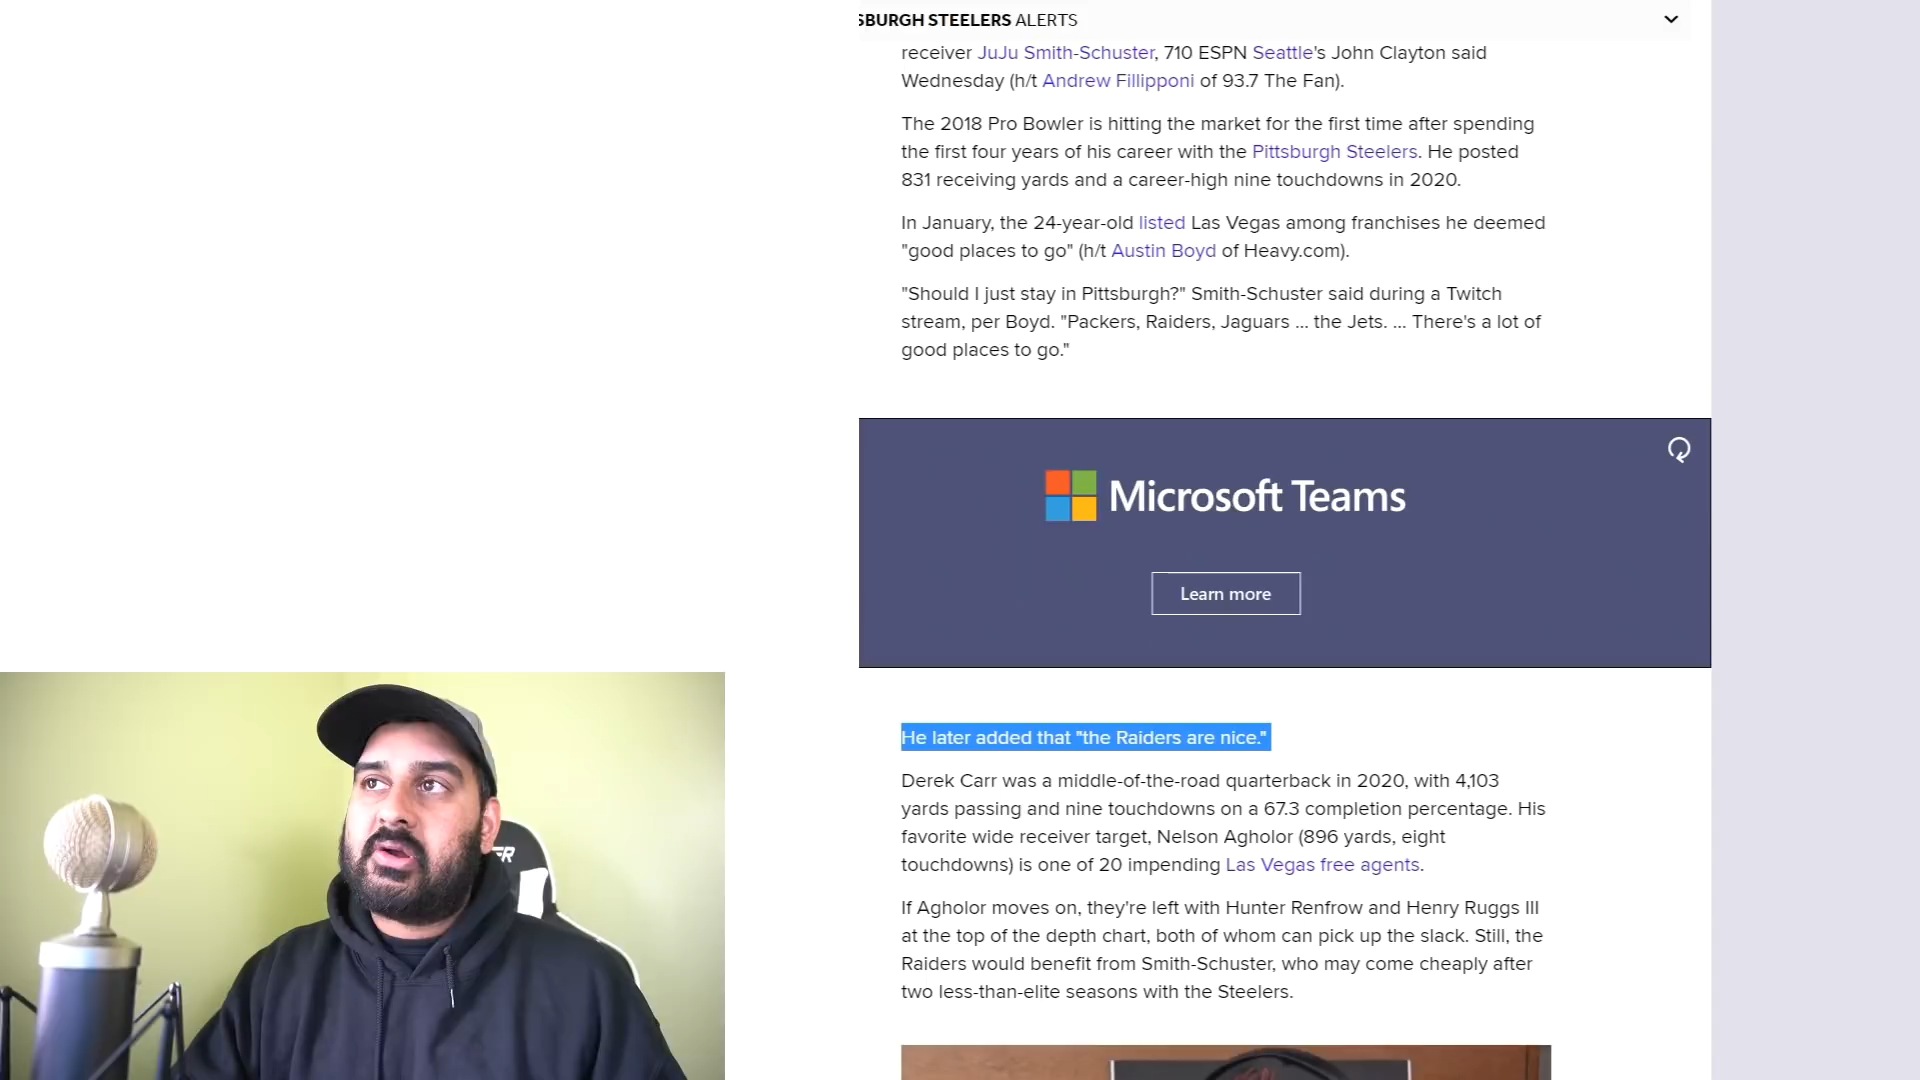 SBURGH STEELERS ALERTS
receiver JuJu Smith-Schuster, 710 ESPN Seattle's John Clayton said
Wednesday (h/t Andrew Fillipponi of 93.7 The Fan).
The 2018 Pro Bowler is hitting the market for the first time after spending
the first four years of his career with the Pittsburgh Steelers. He posted
831 receiving yards and a career-high nine touchdowns in 2020.
In January, the 24-year-old listed Las Vegas among franchises he deemed
"good places to go" (h/t Austin Boyd of Heavy.com).
"Should I just stay in Pittsburgh?" Smith-Schuster said during a Twitch
stream, per Boyd. "Packers, Raiders, Jaguars ... the Jets. ... There's a lot of
good places to go."
Microsoft Teams
Learn more
He later added that "the Raiders are nice."
Derek Carr was a middle-of-the-road quarterback in 2020, with 4,103
yards passing and nine touchdowns on a 67.3 completion percentage. His
favorite wide receiver target, Nelson Agholor (896 yards, eight
touchdowns) is one of 20 impending Las Vegas free agents.
If Agholor moves on, they're left with Hunter Renfrow and Henry Ruggs III
at the top of the depth chart, both of whom can pick up the slack. Still, the
Raiders would benefit from Smith-Schuster, who may come cheaply after
two less-than-elite seasons with the Steelers.